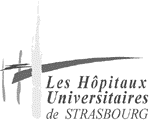 Les Hôpitaux
Universitaires
de STRASBOURG